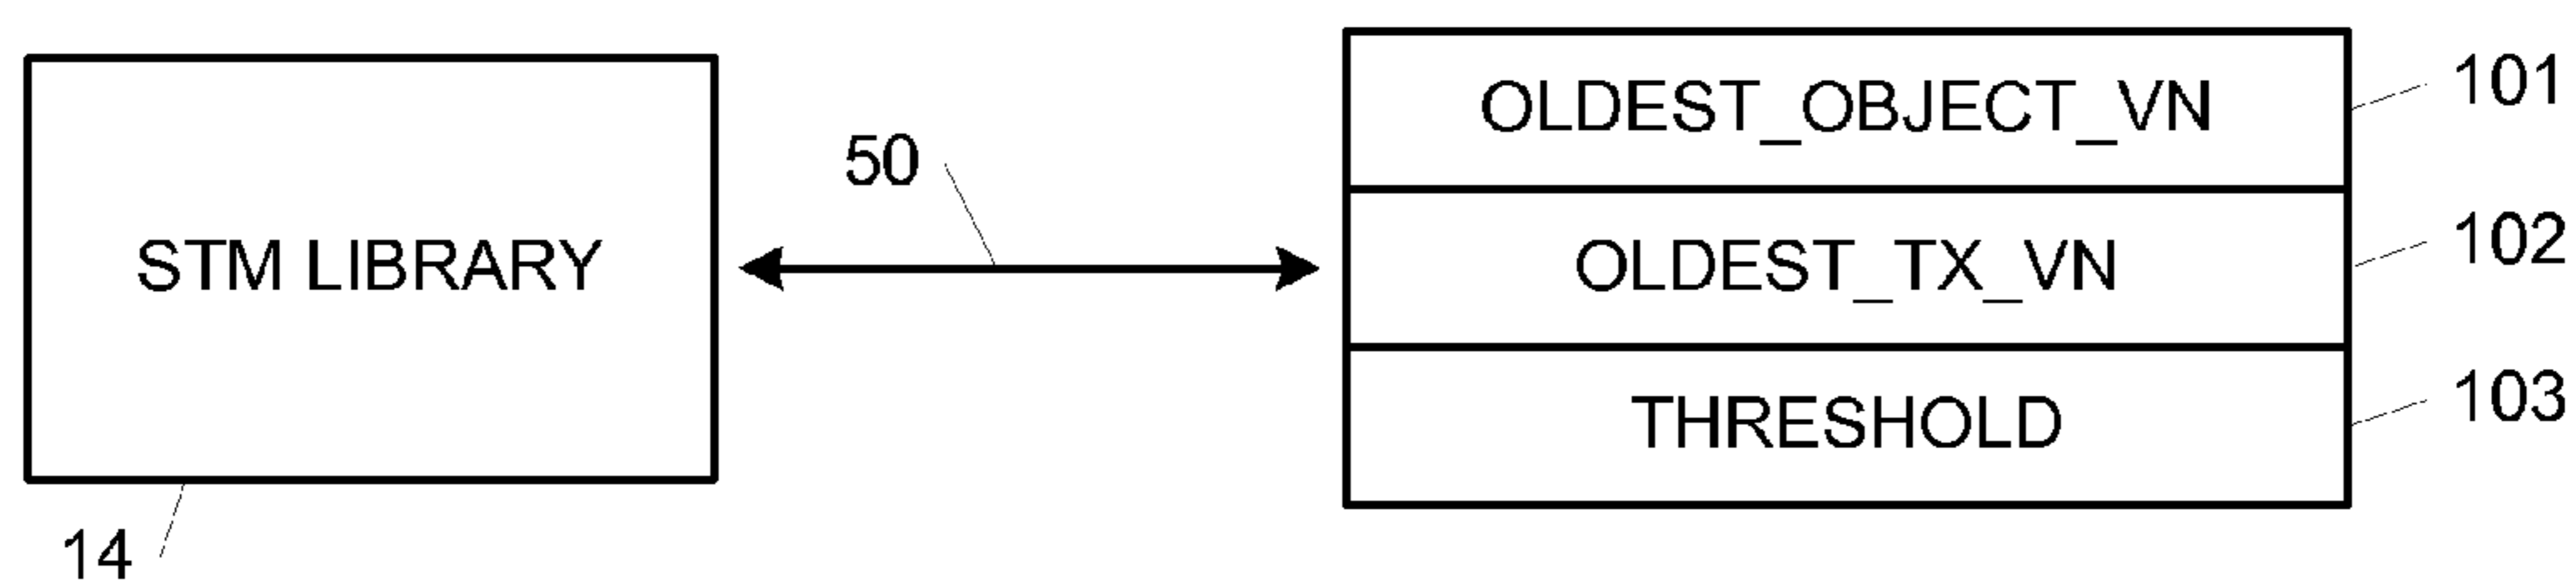 OLDEST_OBJECT_VN
101
50
STM LIBRARY
OLDEST_TX_VN
102
THRESHOLD
103
14